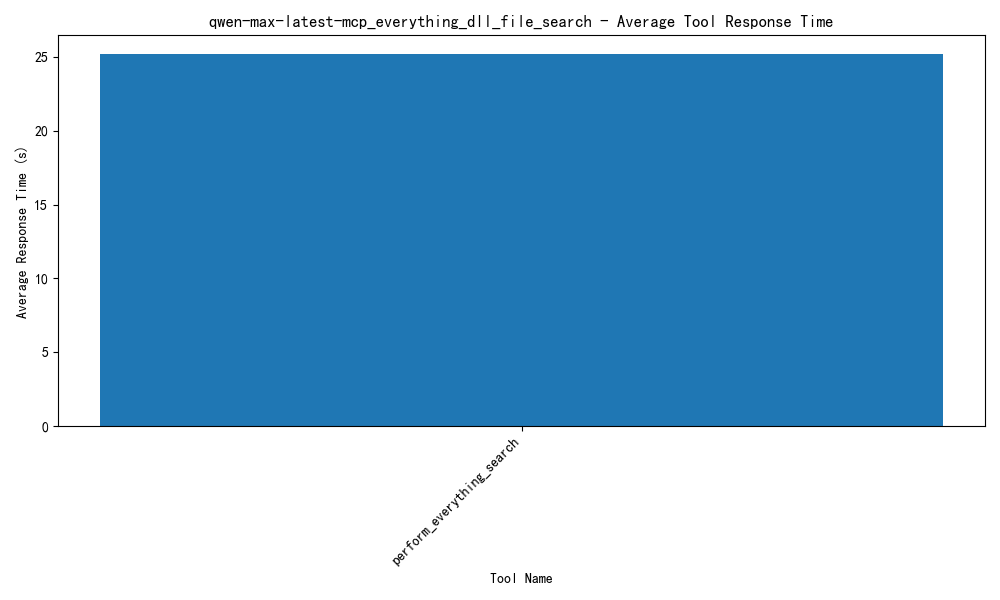 qwen-max-latest-mcp_everything_dll_file_search - Average Tool Response Time
Average Response Time (s)
25
20
15
10
5
0
perform_everything_search
Tool Name